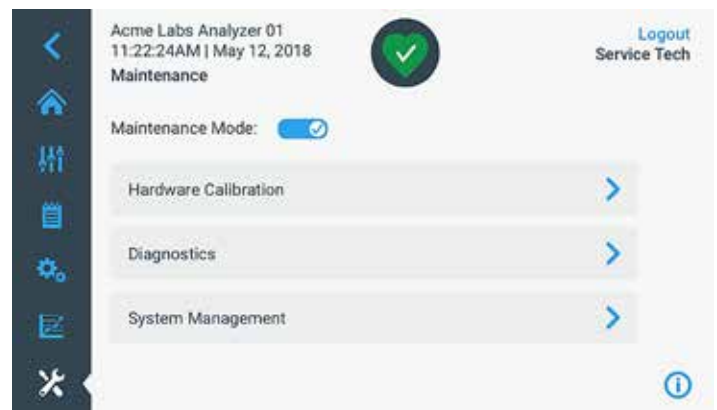 Acme Labs Analyzer 01
11:22:24AM | May 12, 2018
Maintenance
Logout
Service Tech
Maintenance Mode:
Hardware Calibration
Diagnostics
System Management